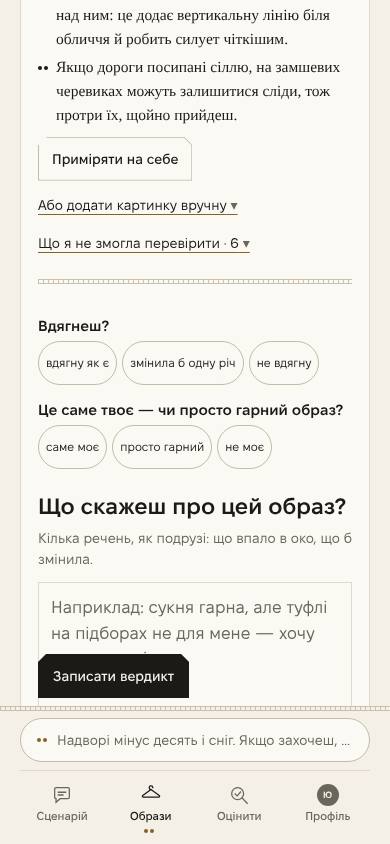 над ним: це додає вертикальну лінію біля
обличчя й робить силует чіткішим.
Якщо дороги посипані сіллю, на замшевих
черевиках можуть залишитися сліди, тож
протри їх, щойно прийдеш.
Приміряти на себе
Або додати картинку вручну ▾
Що я не змогла перевірити · 6 ▾
Вдягнеш?
вдягну як є
змінила б одну річ
не вдягну
Це саме твоє — чи просто гарний образ?
саме моє
просто гарний
не моє
Що скажеш про цей образ?
Кілька речень, як подрузі: що впало в око, що б
змінила.
Наприклад: сукня гарна, але туфлі
на підборах не для мене — хочу
Записати вердикт
Надворі мінус десять і сніг. Якщо захочеш, ...
Сценарій
Образи
Оцінити
Ю
Профіль